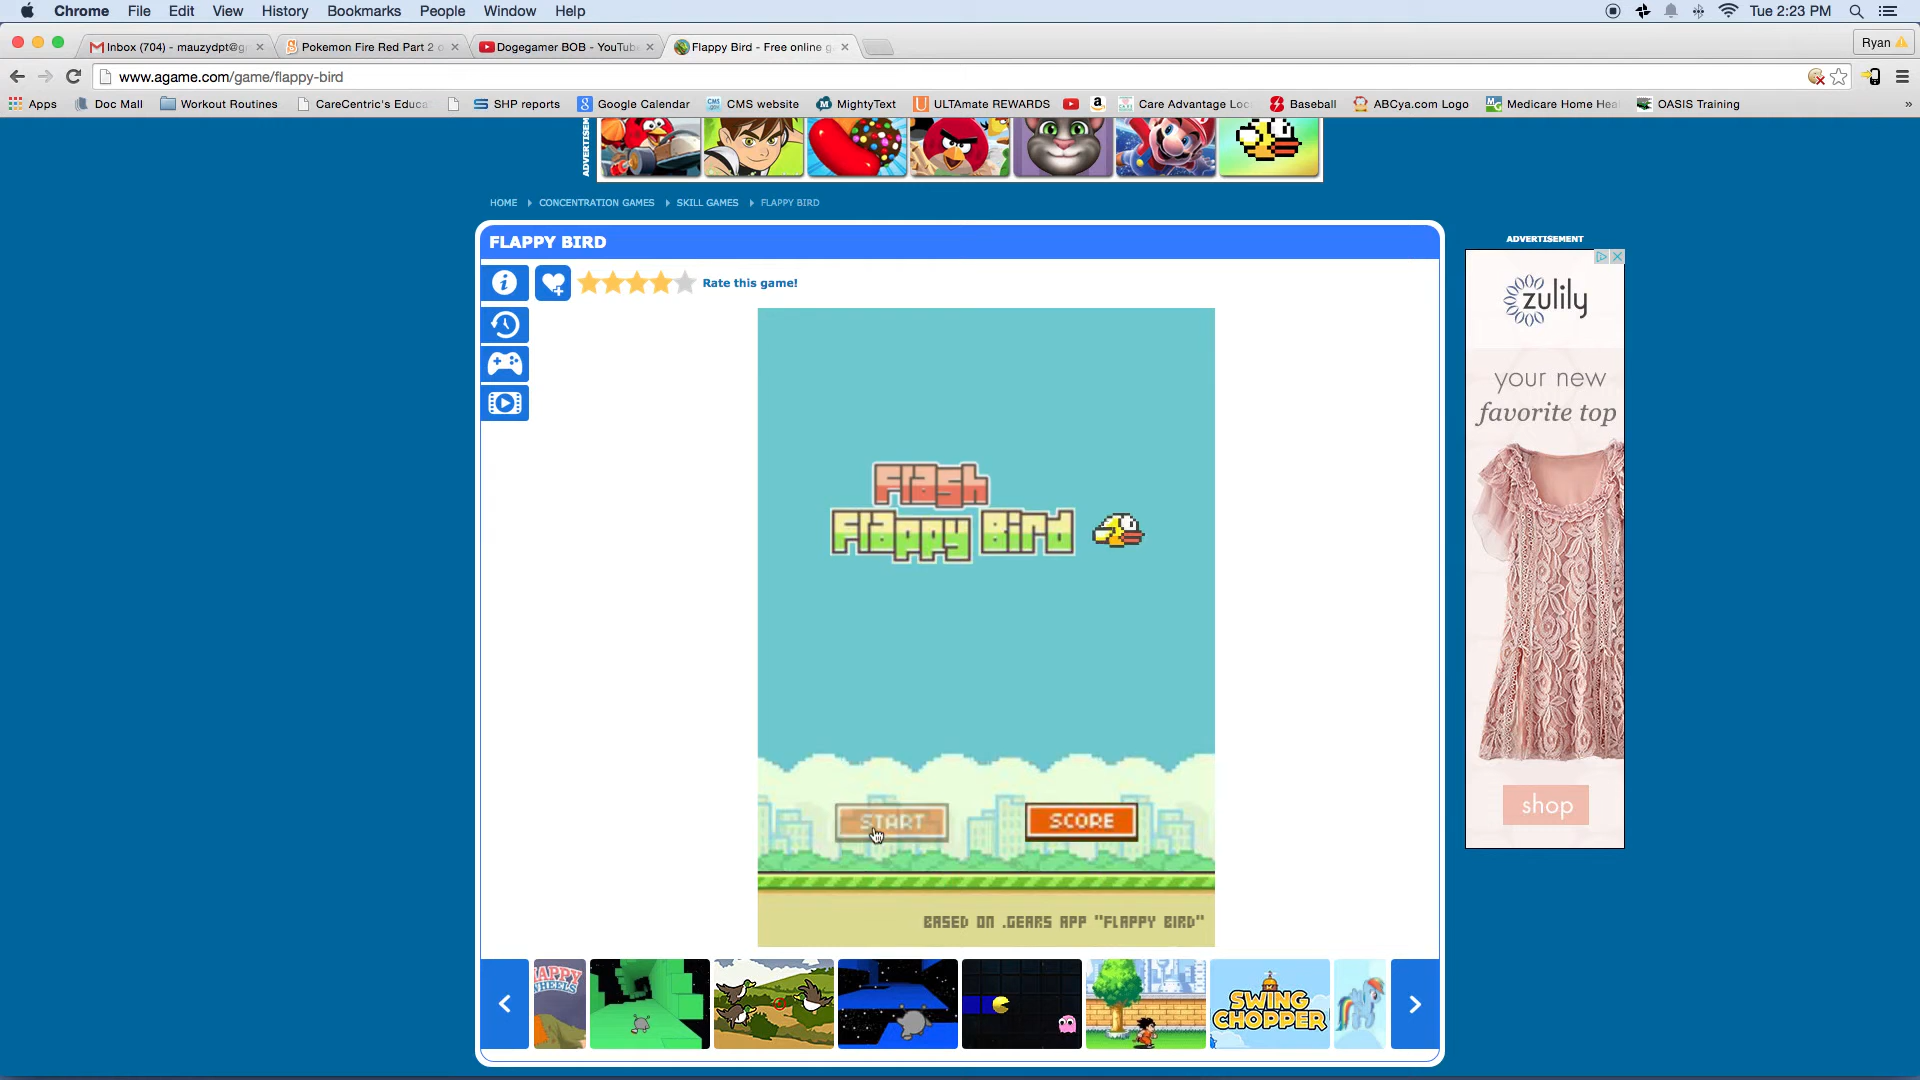 Chrome File Edit View History Bookmarks People Window Help Tue 2:23 PM
Inbox (704) - mauzydpt@g Pokemon Fire Red Part 2 Dogegamer BOB - YouTube Flappy Bird - Free online g Ryan
www.agame.com/game/flappy-bird
Apps Doc Mall Workout Routines CareCentric's Educa SHP reports Google Calendar CMS website MightyText ULTAmate REWARDS Care Advantage Loc Baseball ABCya.com Logo Medicare Home Hea OASIS Training »
HOME CONCENTRATION GAMES SKILL GAMES FLAPPY BIRD
FLAPPY BIRD
Rate this game!
ADVERTISEMENT
zulily
your new
favorite top
shop
Flash
Flappy Bird
START SCORE
BASED ON .GEARS APP "FLAPPY BIRD"
SWING
CHOPPER